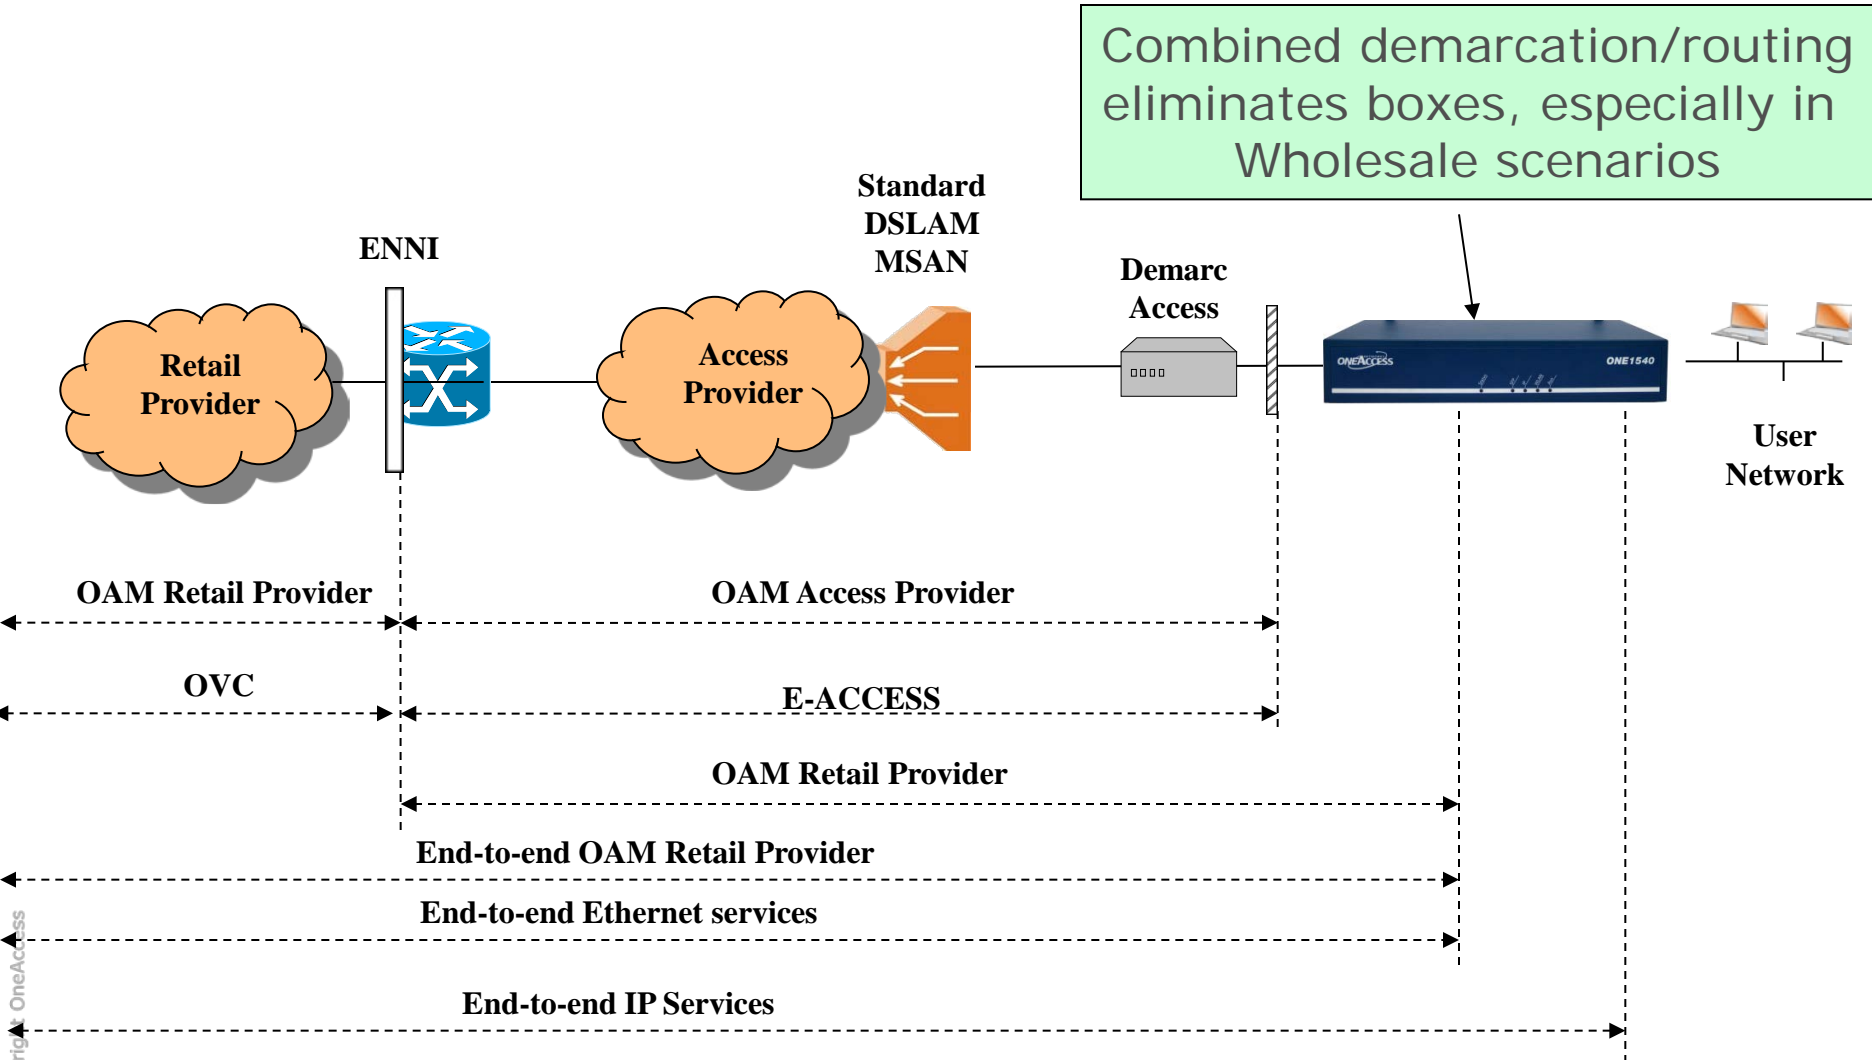 Combined demarcation/routing
eliminates boxes, especially in
Wholesale scenarios
Standard
DSLAM
MSAN
ENNI
Demarc
Access
Retail
Provider
Access
Provider
ONEACCESS
ONE1540
User
Network
OAM Retail Provider
OAM Access Provider
OVC
E-ACCESS
OAM Retail Provider
End-to-end OAM Retail Provider
End-to-end Ethernet services
End-to-end IP Services
right OneAccess